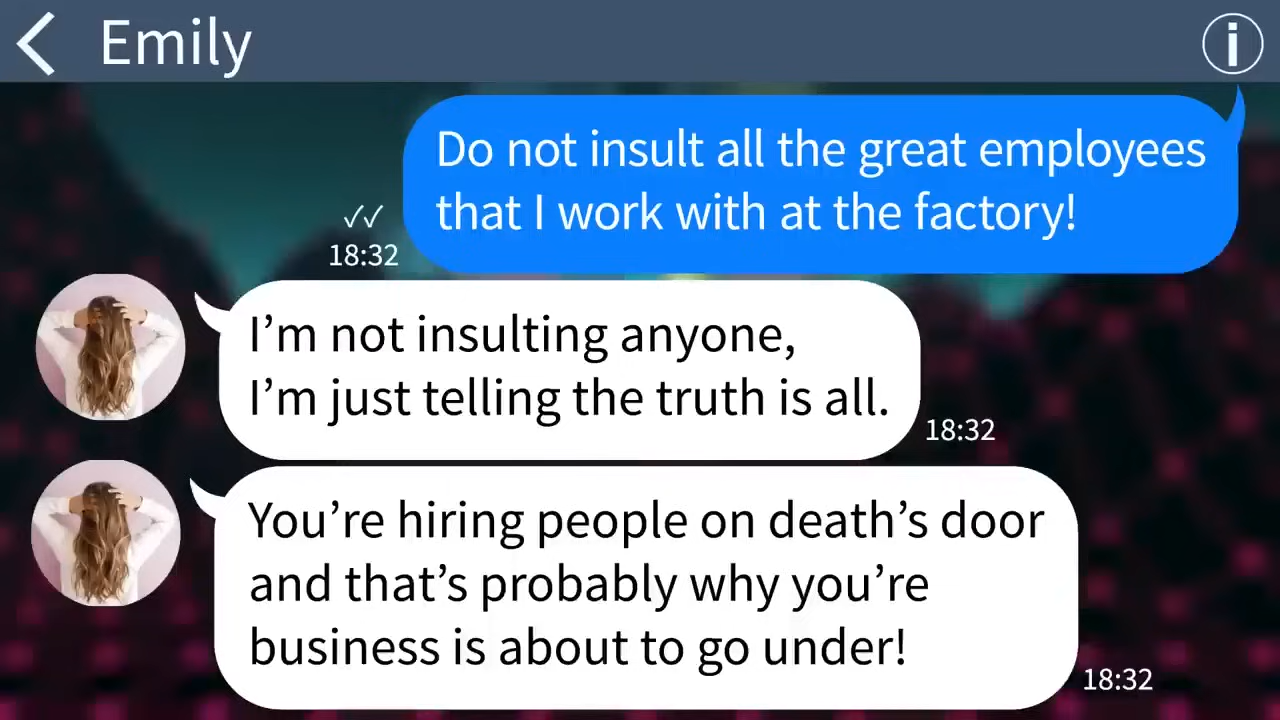 Emily
i
Do not insult all the great employees
that I work with at the factory!
18:32
I'm not insulting anyone,
I'm just telling the truth is all.
18:32
You're hiring people on death's door
and that's probably why you're
business is about to go under!
18:32